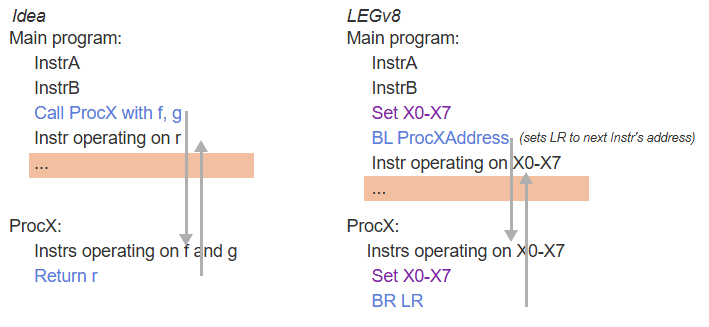 Idea
Main program:
InstrA
InstrB
Call ProcX with f, g
Instr operating on r
...
ProcX:
Instrs operating on f and g
Return r
LEGv8
Main program:
InstrA
InstrB
Set X0-X7
BL ProcXAddress (sets LR to next Instr's address)
Instr operating on X0-X7
...
ProcX:
Instrs operating on X0-X7
Set X0-X7
BR LR